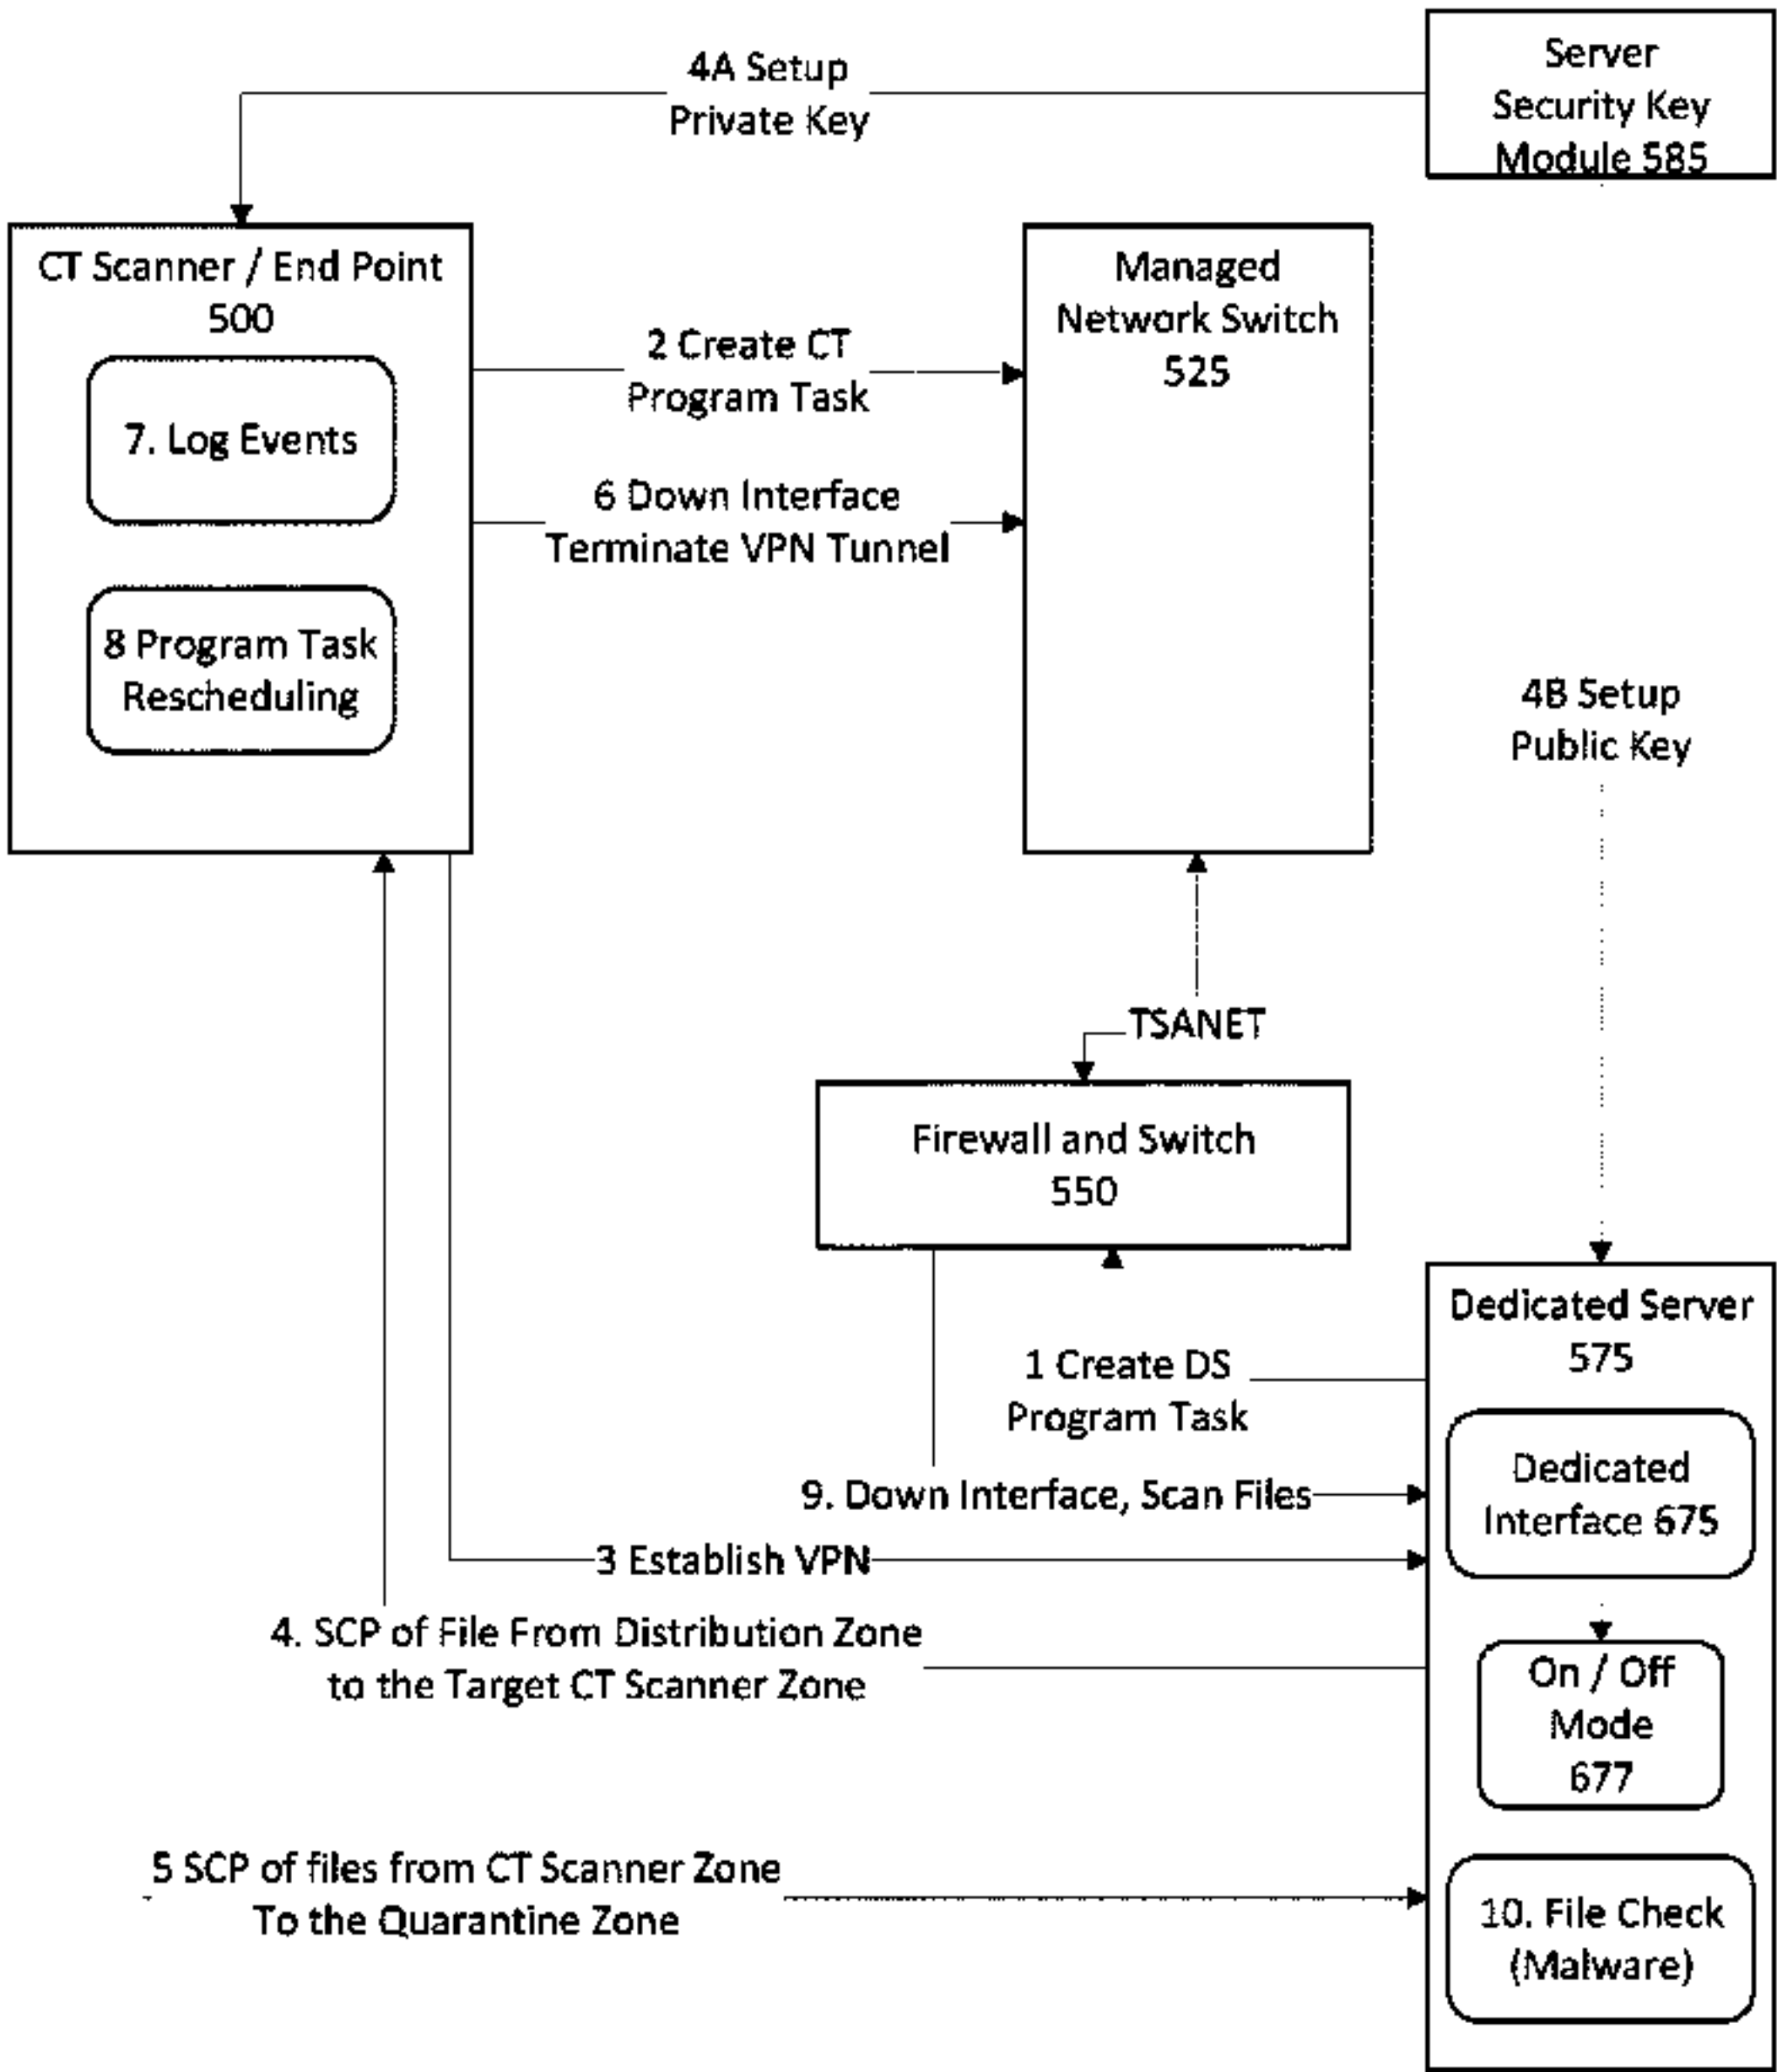 4A Setup
Private Key
Server
Security Key
Module 585
CT Scanner / End Point
500
7. Log Events
8 Program Task
Rescheduling
2 Create CT
Program Task
6 Down Interface
Terminate VPN Tunnel
Managed
Network Switch
525
4B Setup
Public Key
TSANET
Firewall and Switch
550
1 Create DS
Program Task
9. Down Interface, Scan Files
3 Establish VPN
4. SCP of File From Distribution Zone
to the Target CT Scanner Zone
5 SCP of files from CT Scanner Zone
To the Quarantine Zone
Dedicated Server
575
Dedicated
Interface 675
On / Off
Mode
677
10. File Check
(Malware)